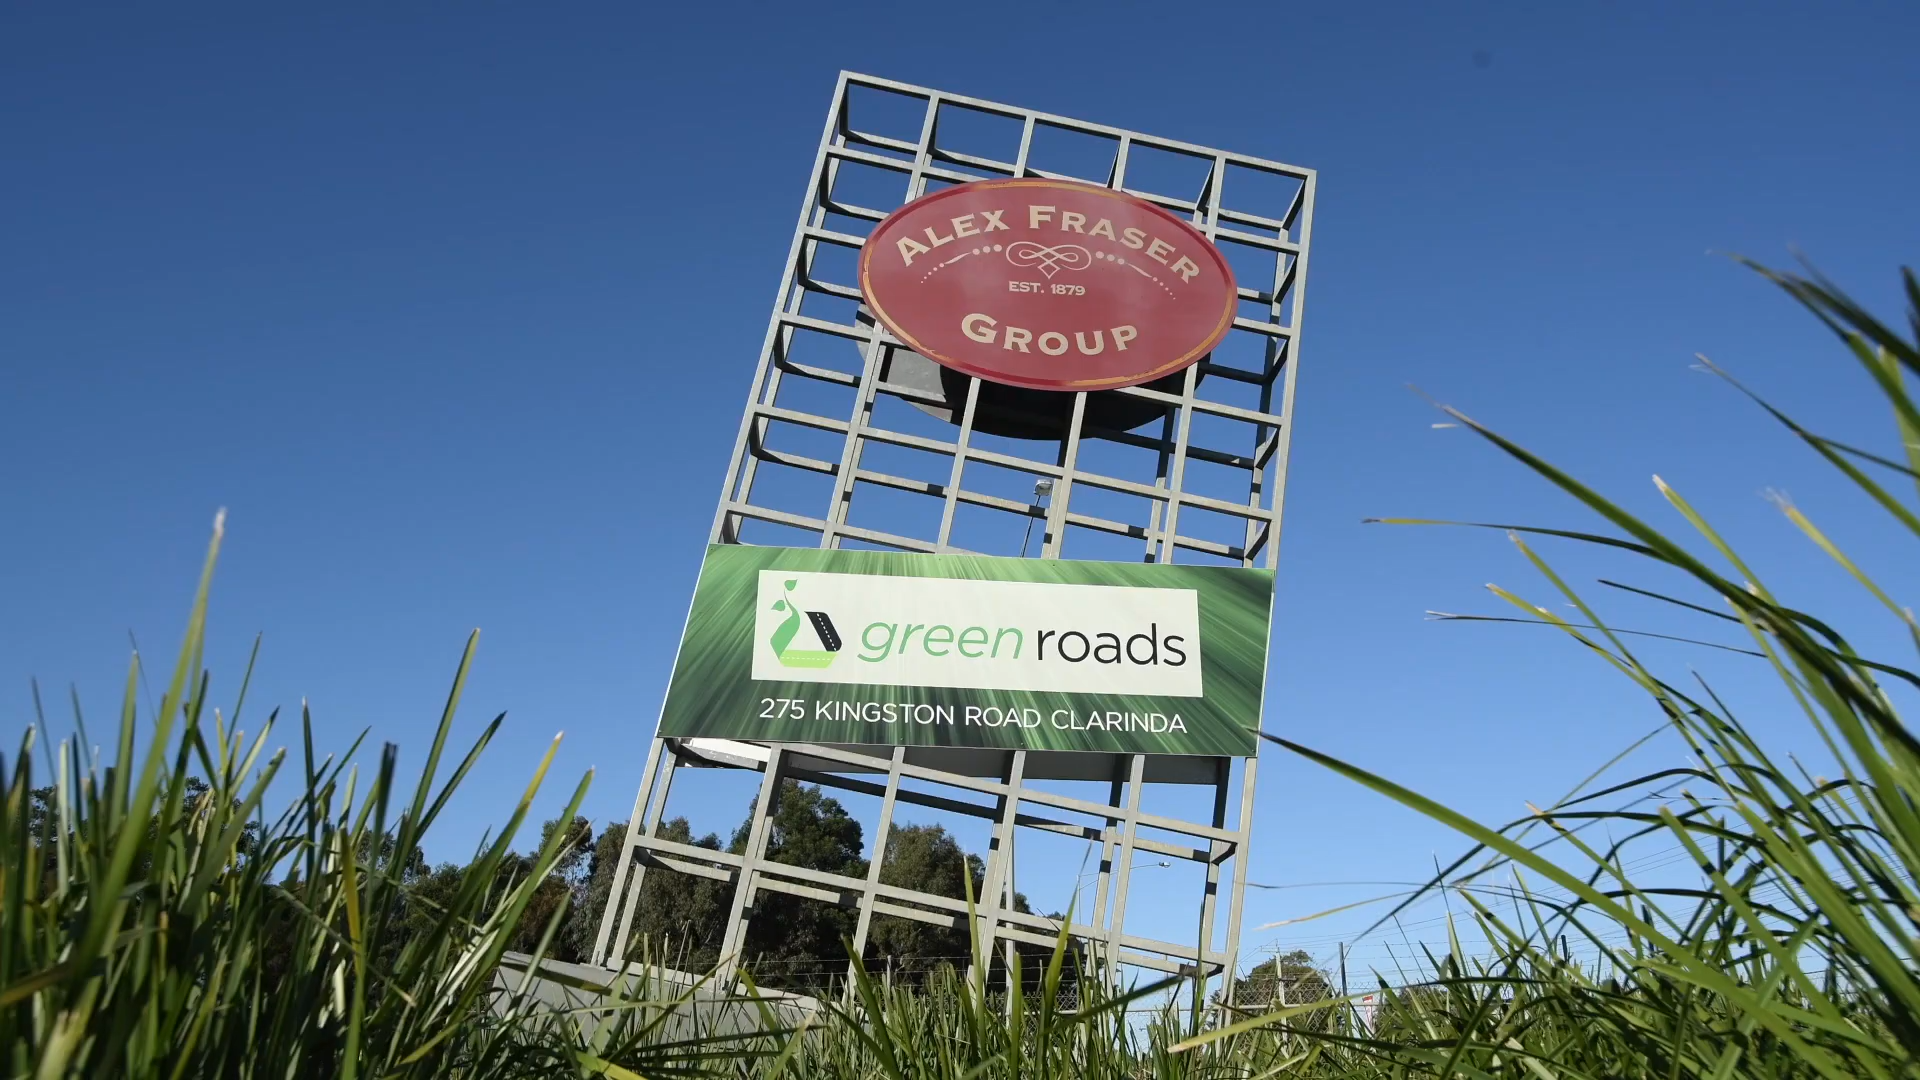 ALEX FRASER
EST. 1879
GROUP
green roads
275 KINGSTON ROAD CLARINDA